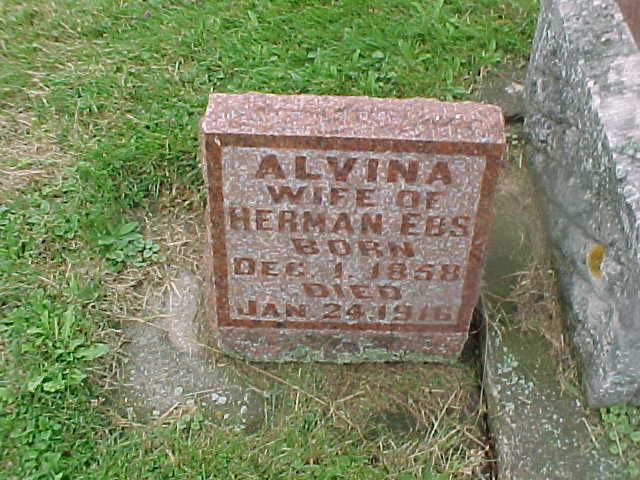 ALVINA
WIFE OF
HERMAN EBS
BORN
DEC. 1, 1858
DIED
JAN. 24, 1916